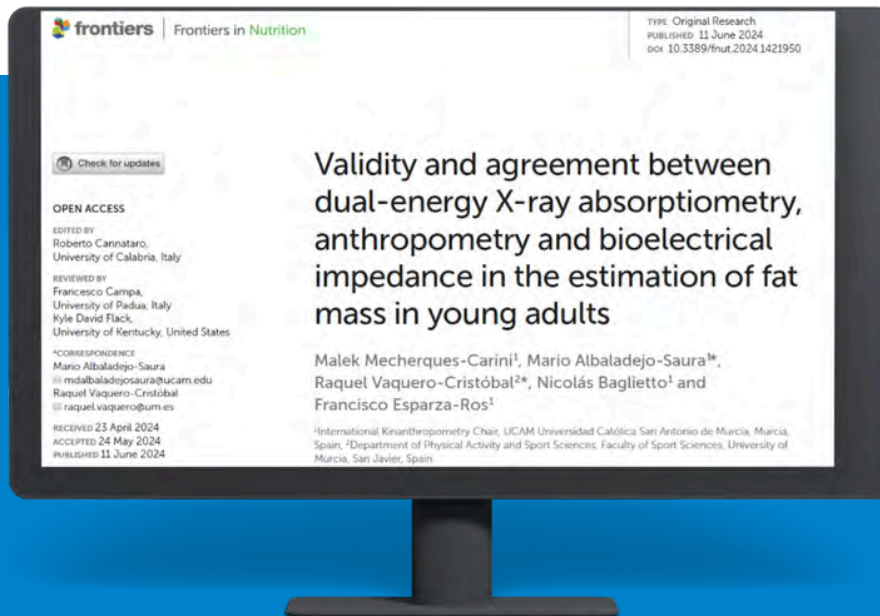 frontiers | Frontiers in Nutrition
TYPE Original Research
PUBLISHED 11 June 2024
DOI 10.3389/fnut.2024.1421950
Check for updates
OPEN ACCESS
EDITED BY
Roberto Cannataro,
University of Calabria, Italy
REVIEWED BY
Francesco Campa,
University of Padua, Italy
Kyle David Flack,
University of Kentucky, United States
*CORRESPONDENCE
Mario Albaladejo-Saura
mdalbaladejosaura@ucam.edu
Raquel Vaquero-Cristóbal
raquel.vaquero@um.es
RECEIVED 23 April 2024
ACCEPTED 24 May 2024
PUBLISHED 11 June 2024
Validity and agreement between
dual-energy X-ray absorptiometry,
anthropometry and bioelectrical
impedance in the estimation of fat
mass in young adults
Malek Mecherques-Carini¹, Mario Albaladejo-Saura¹*,
Raquel Vaquero-Cristóbal²*, Nicolás Baglietto¹ and
Francisco Esparza-Ros¹
¹International Kinanthropometry Chair, UCAM Universidad Católica San Antonio de Murcia, Murcia,
Spain, ²Department of Physical Activity and Sport Sciences, Faculty of Sport Sciences, University of
Murcia, San Javier, Spain